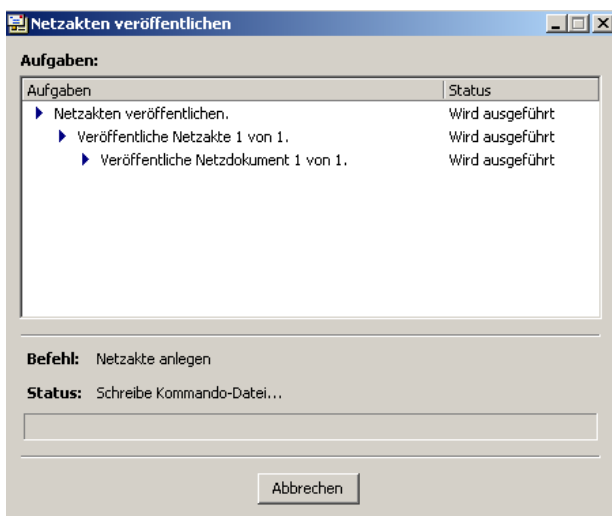 Netzakten veröffentlichen
Aufgaben:
Aufgaben Status
Netzakten veröffentlichen. Wird ausgeführt
Veröffentliche Netzakte 1 von 1. Wird ausgeführt
Veröffentliche Netzdokument 1 von 1. Wird ausgeführt
Befehl: Netzakte anlegen
Status: Schreibe Kommando-Datei...
Abbrechen